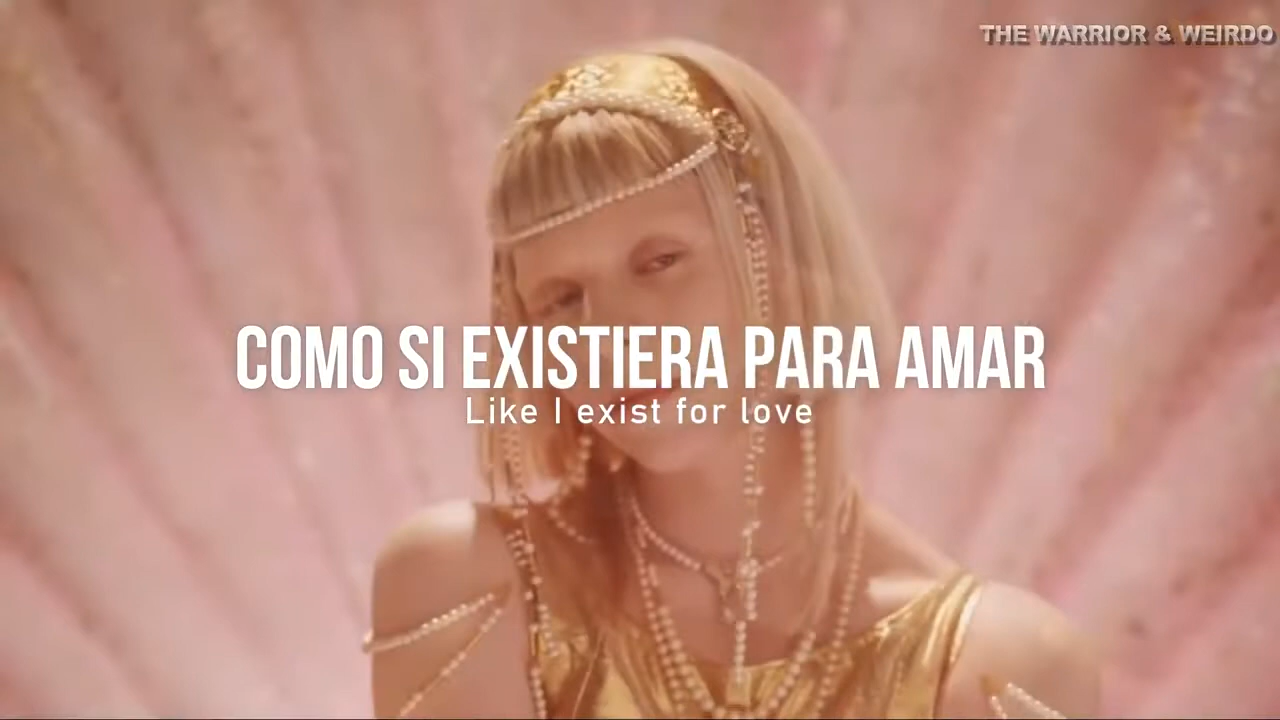 THE WARRIOR & WEIRDO
COMO SI EXISTIERA PARA AMAR
Like I exist for love